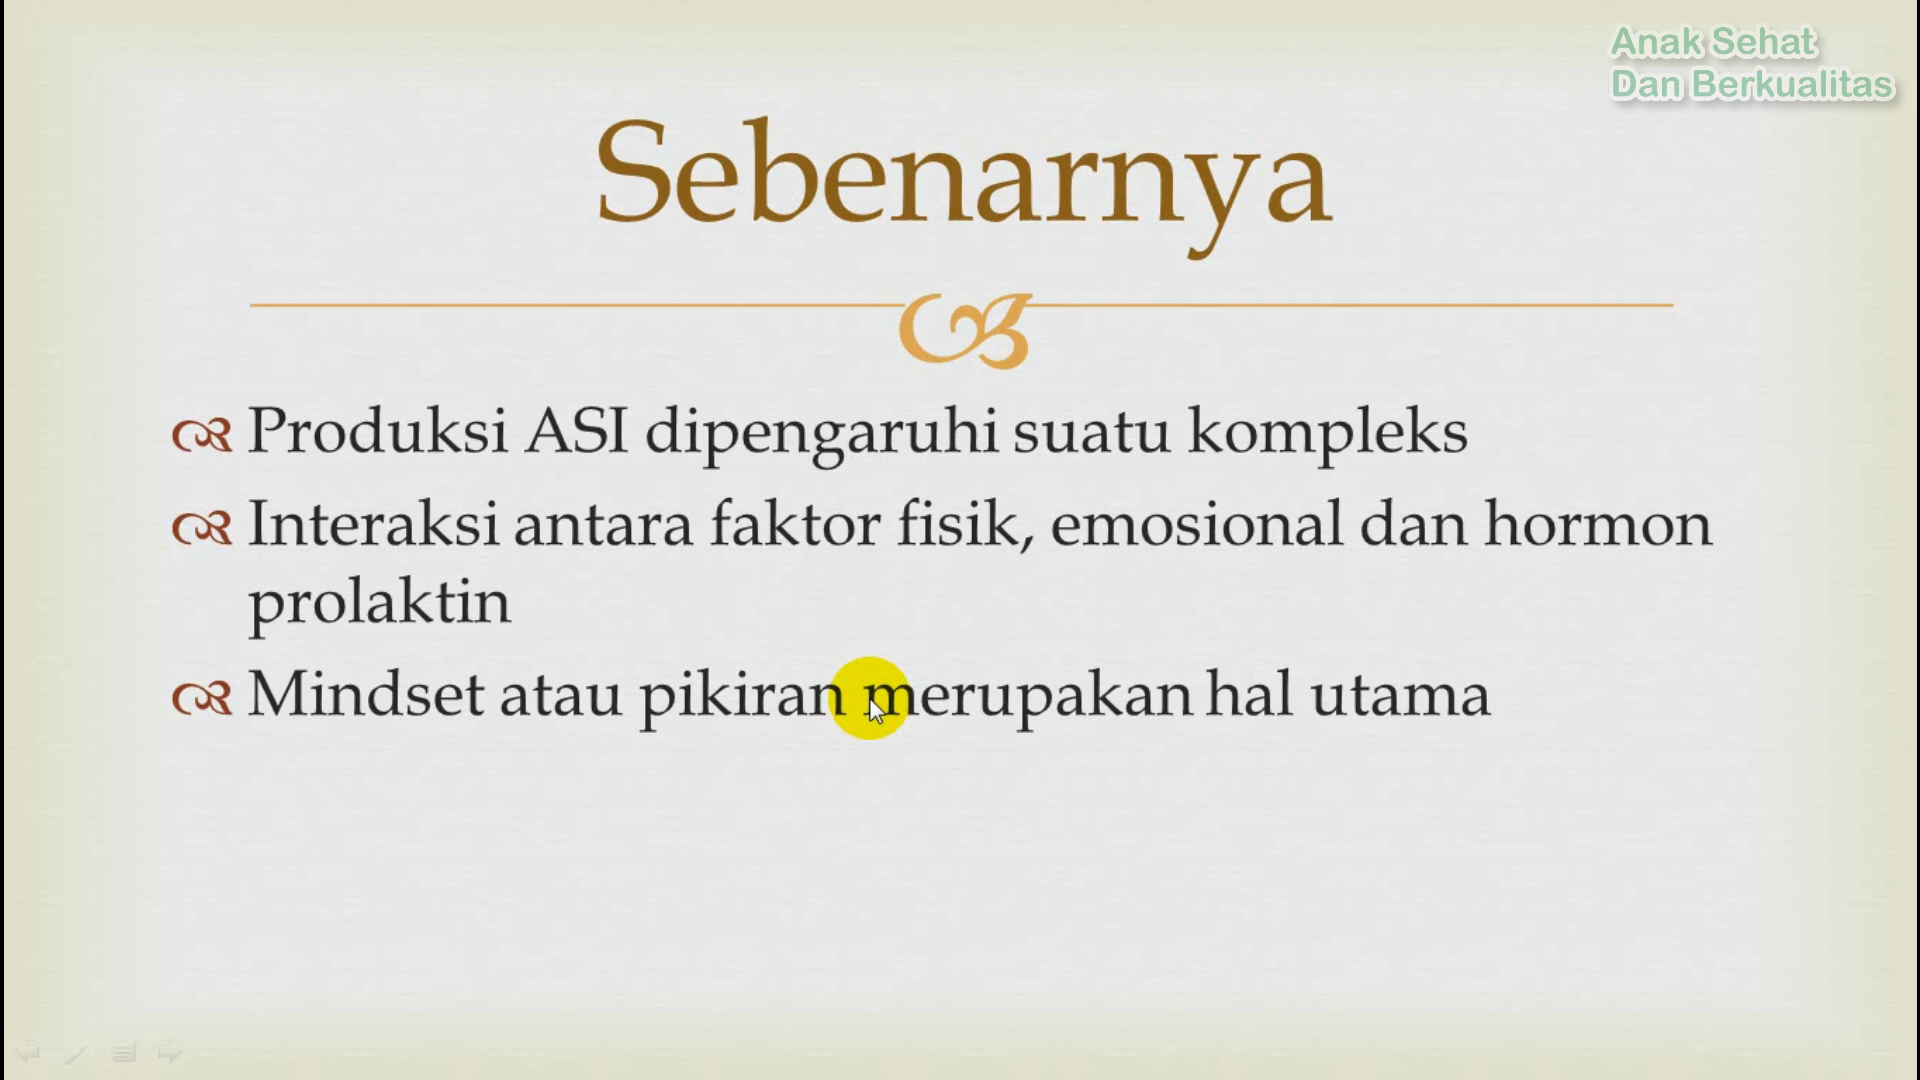 Anak Sehat
Dan Berkualitas
Sebenarnya
Produksi ASI dipengaruhi suatu kompleks
Interaksi antara faktor fisik, emosional dan hormon
prolaktin
Mindset atau pikiran merupakan hal utama